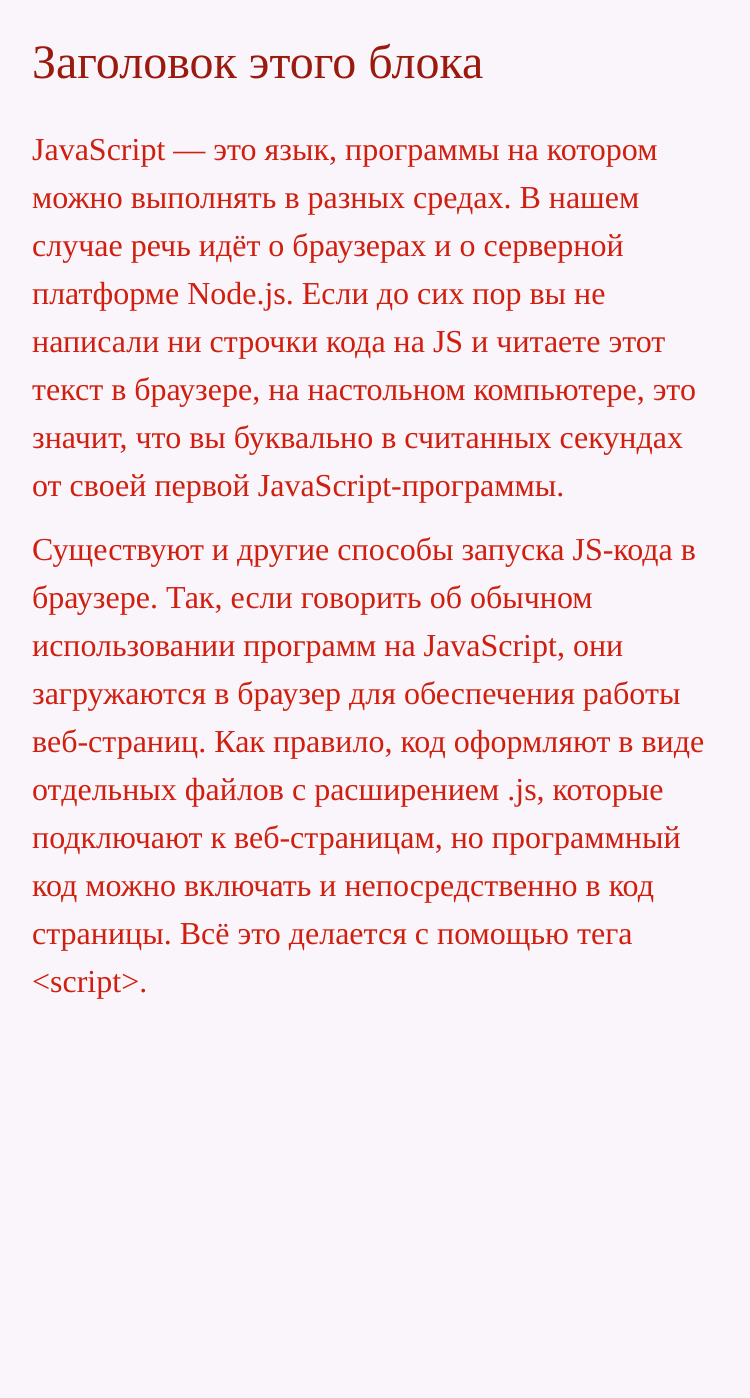 Заголовок этого блока
JavaScript — это язык, программы на котором
можно выполнять в разных средах. В нашем
случае речь идёт о браузерах и о серверной
платформе Node.js. Если до сих пор вы не
написали ни строчки кода на JS и читаете этот
текст в браузере, на настольном компьютере, это
значит, что вы буквально в считанных секундах
от своей первой JavaScript-программы.
Существуют и другие способы запуска JS-кода в
браузере. Так, если говорить об обычном
использовании программ на JavaScript, они
загружаются в браузер для обеспечения работы
веб-страниц. Как правило, код оформляют в виде
отдельных файлов с расширением .js, которые
подключают к веб-страницам, но программный
код можно включать и непосредственно в код
страницы. Всё это делается с помощью тега
<script>.